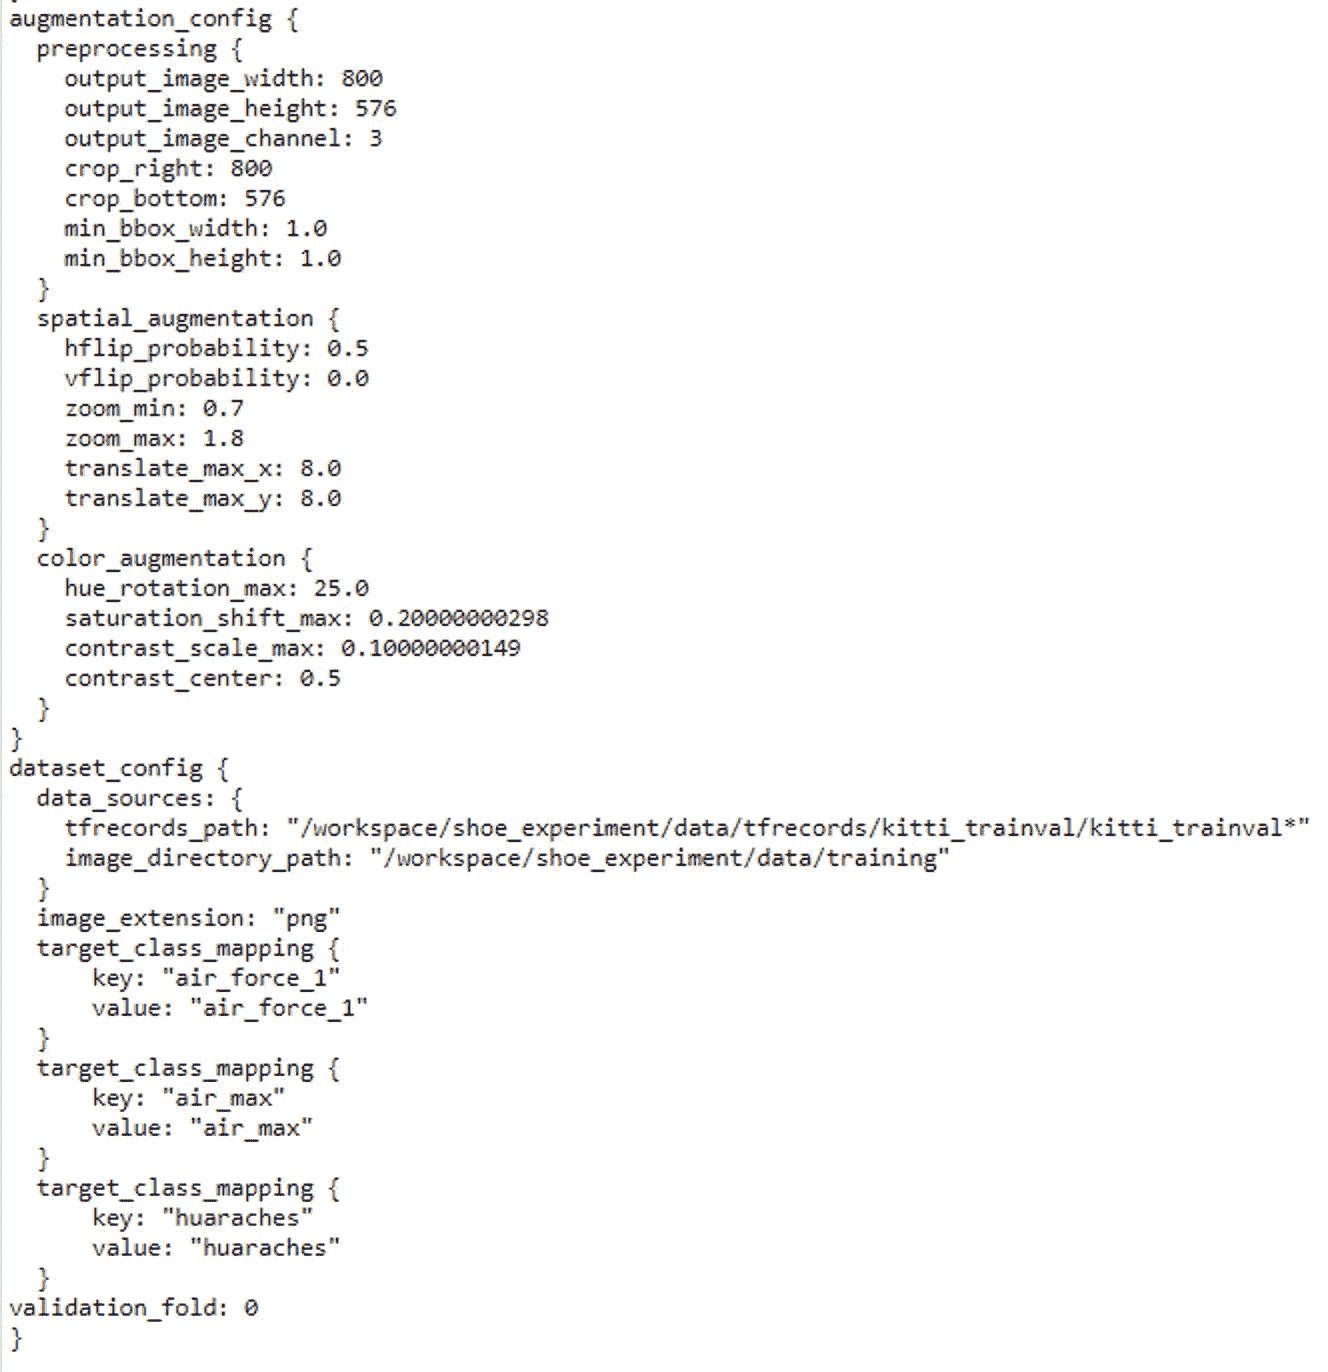 augmentation_config {
  preprocessing {
    output_image_width: 800
    output_image_height: 576
    output_image_channel: 3
    crop_right: 800
    crop_bottom: 576
    min_bbox_width: 1.0
    min_bbox_height: 1.0
  }
  spatial_augmentation {
    hflip_probability: 0.5
    vflip_probability: 0.0
    zoom_min: 0.7
    zoom_max: 1.8
    translate_max_x: 8.0
    translate_max_y: 8.0
  }
  color_augmentation {
    hue_rotation_max: 25.0
    saturation_shift_max: 0.20000000298
    contrast_scale_max: 0.10000000149
    contrast_center: 0.5
  }
}
dataset_config {
  data_sources: {
    tfrecords_path: "/workspace/shoe_experiment/data/tfrecords/kitti_trainval/kitti_trainval*"
    image_directory_path: "/workspace/shoe_experiment/data/training"
  }
  image_extension: "png"
  target_class_mapping {
      key: "air_force_1"
      value: "air_force_1"
  }
  target_class_mapping {
      key: "air_max"
      value: "air_max"
  }
  target_class_mapping {
      key: "huaraches"
      value: "huaraches"
  }
validation_fold: 0
}